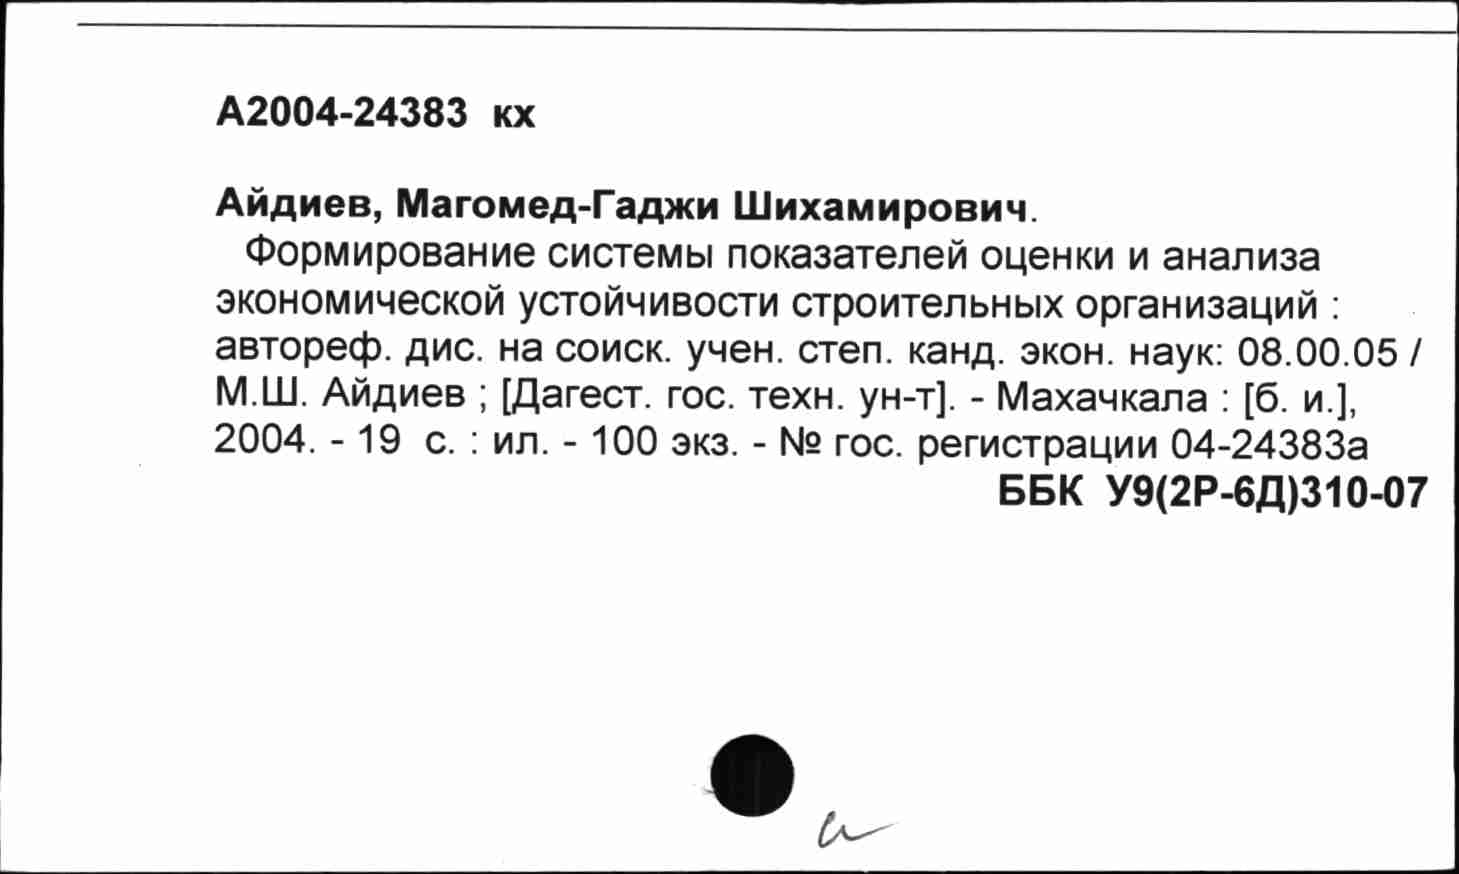 А2004-24383 кх
Айдиев, Магомед-Гаджи Шихамирович.
Формирование системы показателей оценки и анализа
экономической устойчивости строительных организаций :
автореф. дис. на соиск. учен. степ. канд. экон. наук: 08.00.05 /
М.Ш. Айдиев ; [Дагест. гос. техн. ун-т]. - Махачкала : [б. и.],
2004. - 19 с. : ил. - 100 экз. - № гос. регистрации 04-24383а
ББК У9(2Р-6Д)310-07